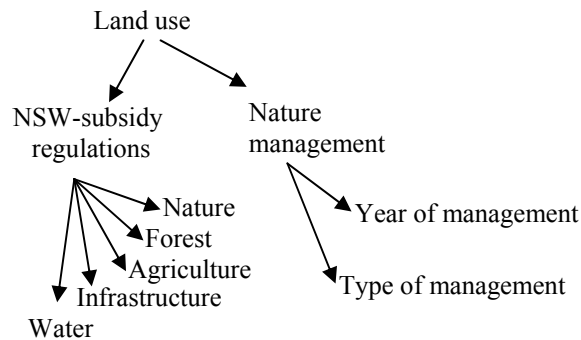 Land use
NSW-subsidy
regulations
Nature
management
Nature
Forest
Agriculture
Infrastructure
Water
Year of management
Type of management